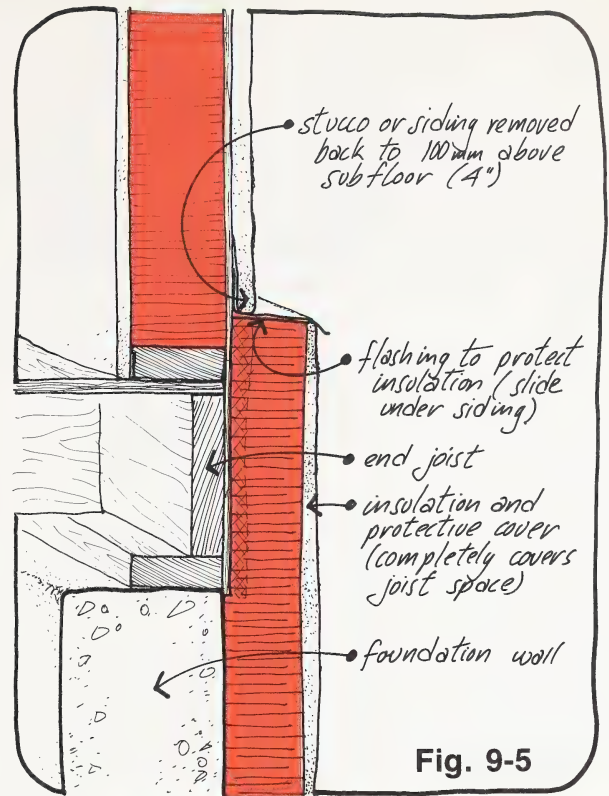 stucco or siding removed
back to 100mm above
subfloor (4")
flashing to protect
insulation (slide
under siding)
end joist
insulation and
protective cover
(completely covers
joist space)
foundation wall
Fig. 9-5